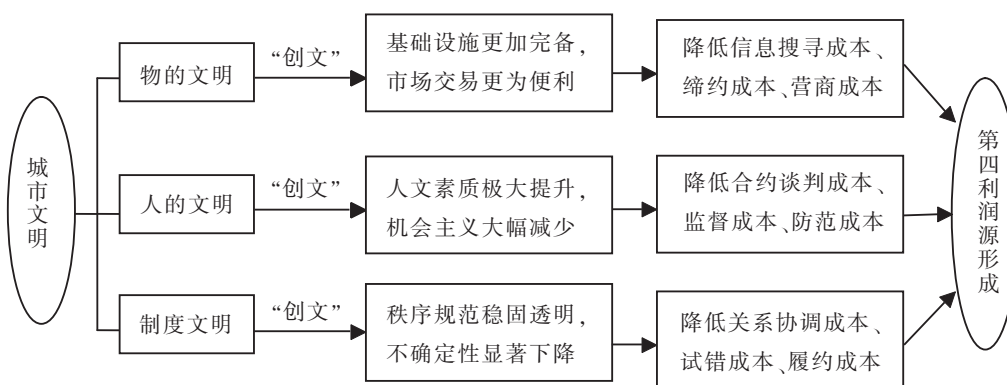 城市文明
物的文明
“创文”
基础设施更加完备，
市场交易更为便利
降低信息搜寻成本、
缔约成本、营商成本
人的文明
“创文”
人文素质极大提升，
机会主义大幅减少
降低合约谈判成本、
监督成本、防范成本
制度文明
“创文”
秩序规范稳固透明，
不确定性显著下降
降低关系协调成本、
试错成本、履约成本
第四利润源形成